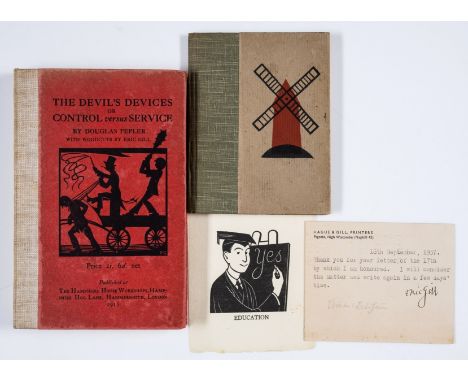 THE DEVIL'S DEVICES
OR
CONTROL versus SERVICE
BY DOUGLAS PEPLER
WITH WOODCUTS BY ERIC GILL
Price 2s. 6d. net
Published at
THE HAMPSHIRE HOUSE WORKSHOPS, HAMP-
SHIRE HOG LANE, HAMMERSMITH, LONDON
1915
Yes
EDUCATION
HAGUE & GILL, PRINTERS
Pigotts, High Wycombe
September, 1937.
Thank you for your letter of the 17th
by which I am honoured. I will consider
the matter and write again in a few days'
time.
Eric Gill